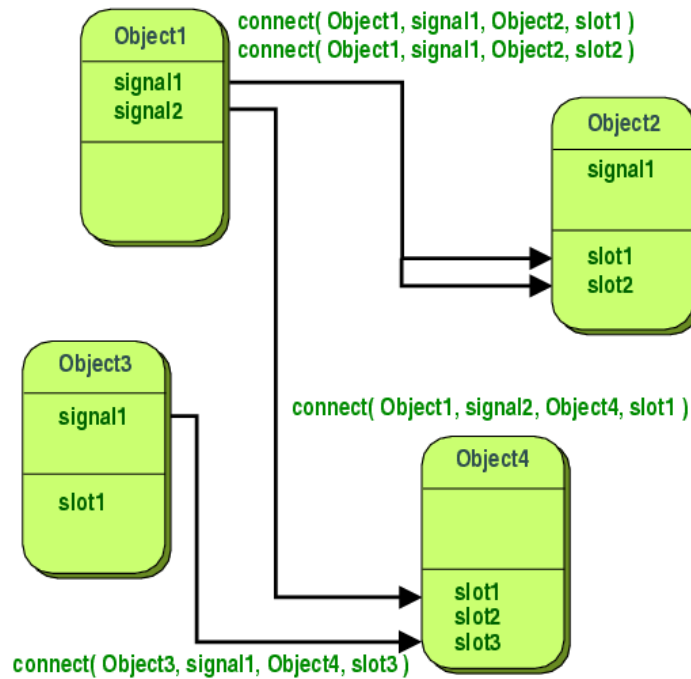 Object1
signal1
signal2
connect( Object1, signal1, Object2, slot1 )
connect( Object1, signal1, Object2, slot2 )
Object2
signal1
slot1
slot2
Object3
signal1
slot1
connect( Object1, signal2, Object4, slot1 )
Object4
slot1
slot2
slot3
connect( Object3, signal1, Object4, slot3 )